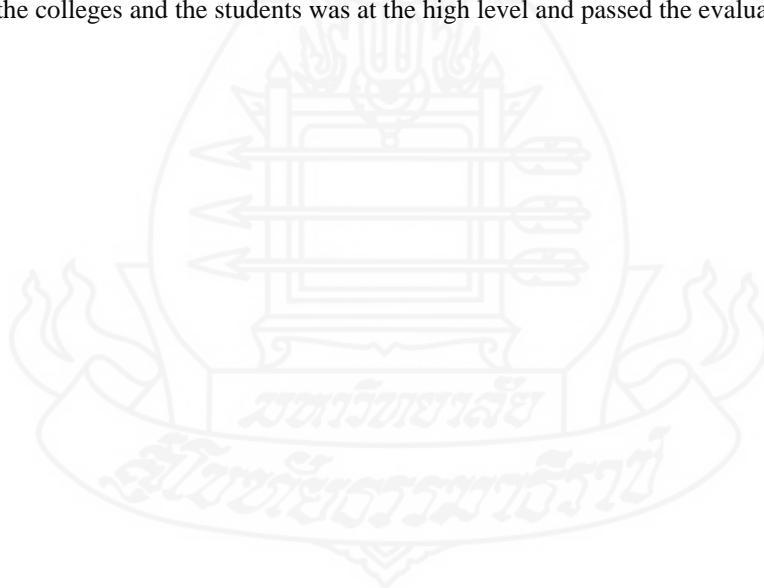 the colleges and the students was at the high level and passed the evalua
มหาวิทยาลัย
สุโขทัยธรรมาธิราช